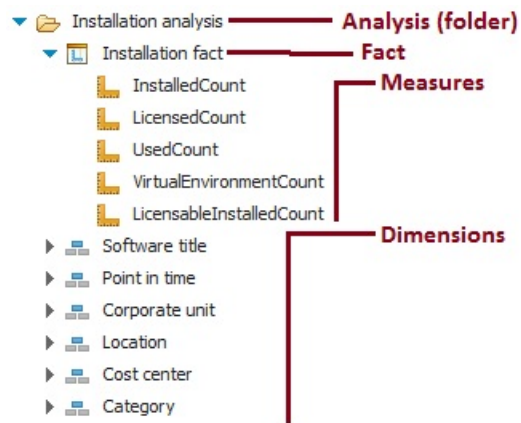 Installation analysis Analysis (folder)
Installation fact Fact
InstalledCount Measures
LicensedCount
UsedCount
VirtualEnvironmentCount
LicensableInstalledCount
Dimensions
Software title
Point in time
Corporate unit
Location
Cost center
Category